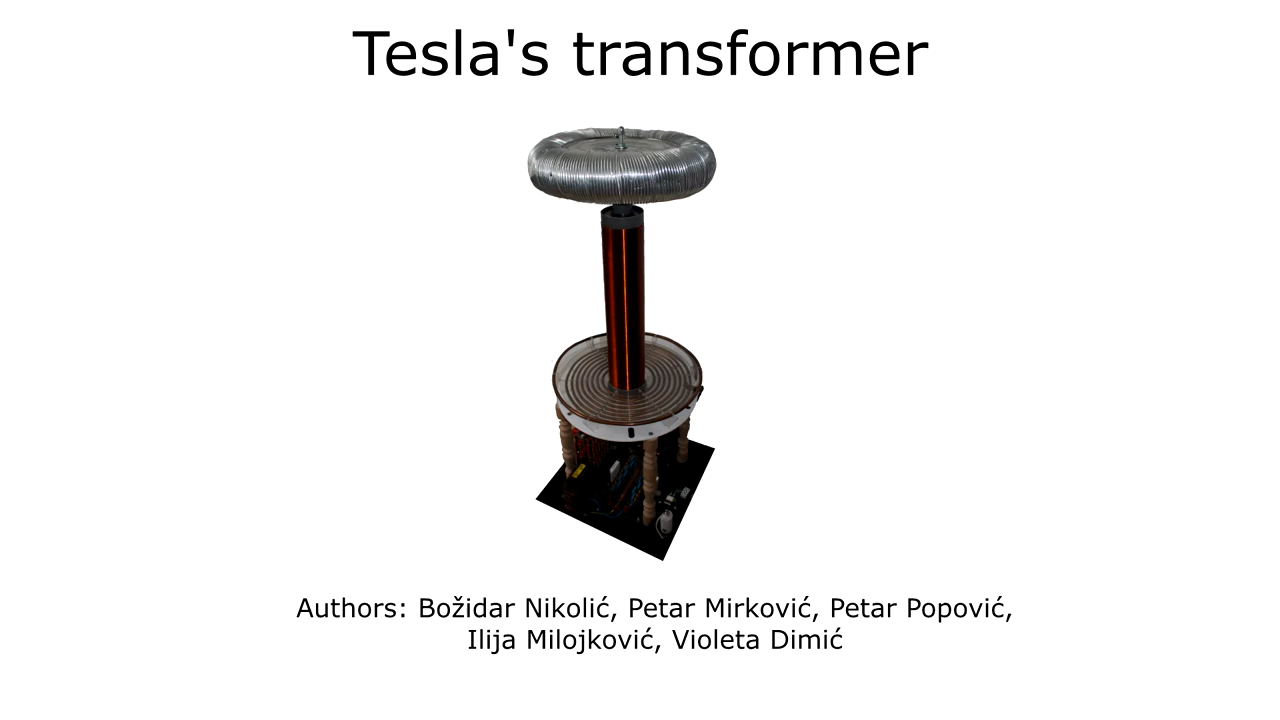 Tesla's transformer
Authors: Božidar Nikolić, Petar Mirković, Petar Popović,
Ilija Milojković, Violeta Dimić